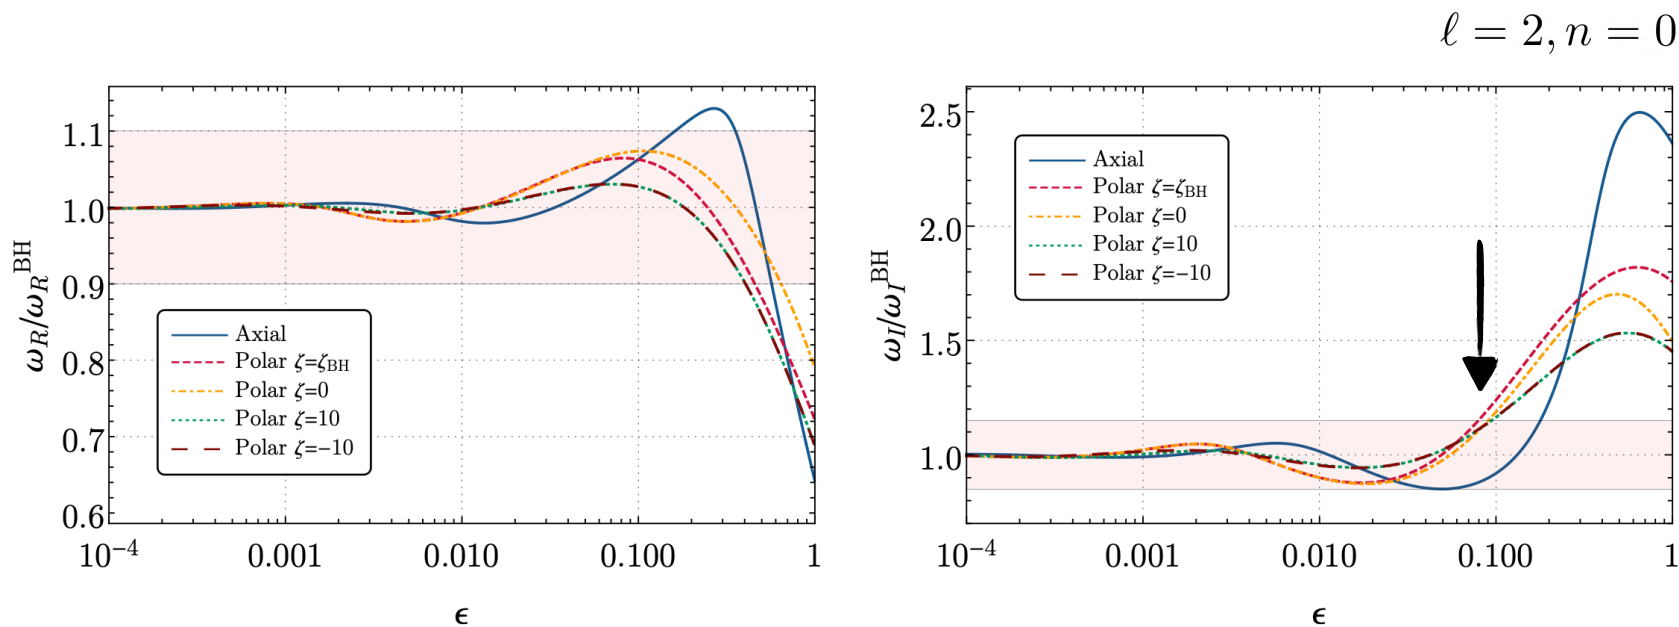 ℓ = 2, n = 0
ω_R/ω_R^BH
1.1
1.0
0.9
0.8
0.7
0.6
Axial
Polar ζ=ζ_BH
Polar ζ=0
Polar ζ=10
Polar ζ=−10
10⁻⁴ 0.001 0.010 0.100 1
ϵ
ω_I/ω_I^BH
2.5
2.0
1.5
1.0
Axial
Polar ζ=ζ_BH
Polar ζ=0
Polar ζ=10
Polar ζ=−10
10⁻⁴ 0.001 0.010 0.100 1
ϵ